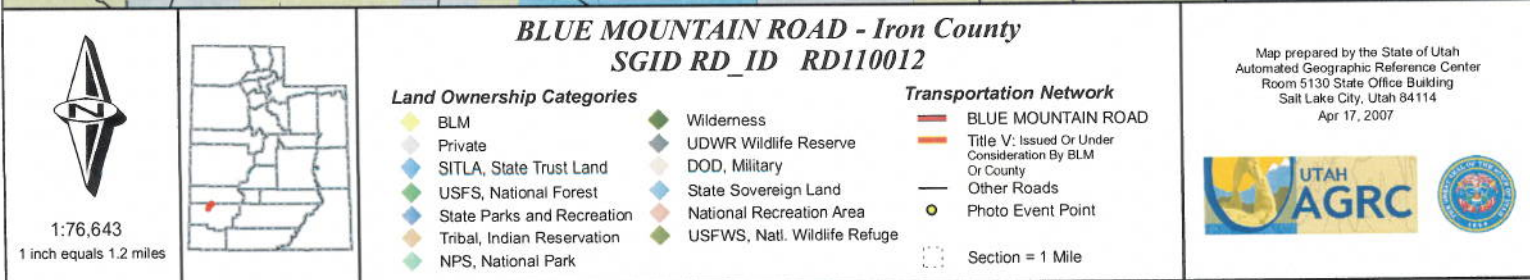 N
1:76,643
1 inch equals 1.2 miles
BLUE MOUNTAIN ROAD - Iron County
SGID RD_ID RD110012
Land Ownership Categories
BLM
Private
SITLA, State Trust Land
USFS, National Forest
State Parks and Recreation
Tribal, Indian Reservation
NPS, National Park
Wilderness
UDWR Wildlife Reserve
DOD, Military
State Sovereign Land
National Recreation Area
USFWS, Natl. Wildlife Refuge
Transportation Network
BLUE MOUNTAIN ROAD
Title V: Issued Or Under
Consideration By BLM
Or County
Other Roads
Photo Event Point
Section = 1 Mile
Map prepared by the State of Utah
Automated Geographic Reference Center
Room 5130 State Office Building
Salt Lake City, Utah 84114
Apr 17, 2007
UTAH
AGRC